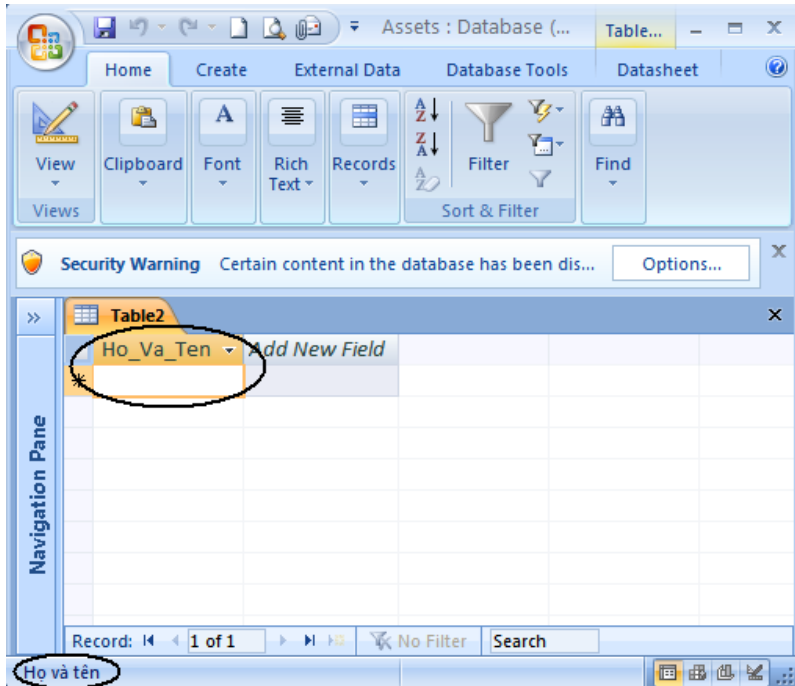 Assets : Database (... Table...
Home Create External Data Database Tools Datasheet
View Clipboard Font Rich Text Records Filter Find
Views Sort & Filter
Security Warning Certain content in the database has been dis... Options...
Table2
Ho_Va_Ten Add New Field
Navigation Pane
Record: 1 of 1 No Filter Search
Họ và tên